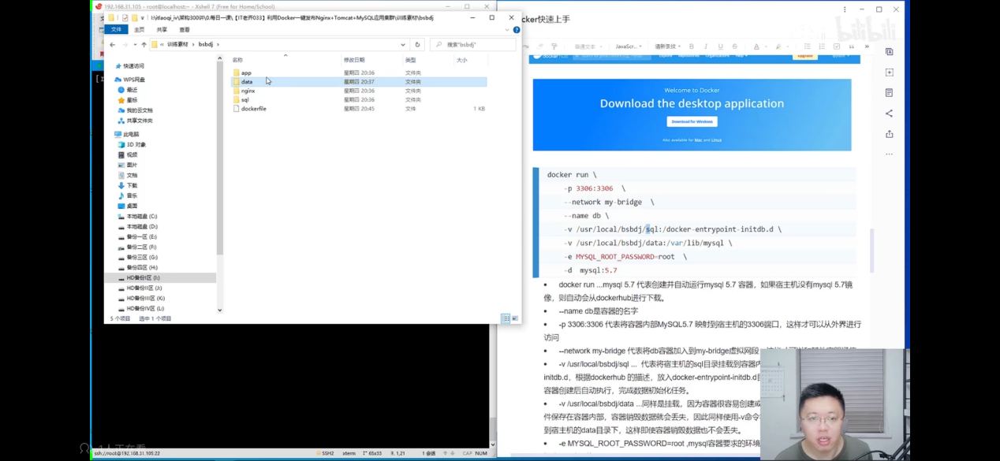 192.168.31.105 - root@localhost:~ - Xshell 7 (Free for Home/School)
I:\itlaoqi_iv\架构300讲\0.每日一课\【IT老齐033】利用Docker一键发布Nginx+Tomcat+MySQL应用集群\训练素材\bsbdj
文件 主页 共享 查看
« 训练素材 › bsbdj ›
搜索"bsbdj"
名称 修改日期 类型 大小
app 星期四 20:36 文件夹
data 星期四 20:37 文件夹
nginx 星期四 20:36 文件夹
sql 星期四 20:36 文件夹
dockerfile 星期四 20:45 文件 1 KB
快速访问
WPS网盘
最近
星标
我的云文档
共享文件夹
此电脑
3D 对象
视频
图片
文档
下载
音乐
桌面
本地磁盘 (C:)
本地磁盘 (D:)
备份一区 (E:)
备份二区 (F:)
备份三区 (G:)
备份四区 (H:)
HD备份I区 (I:)
HD备份II区 (J:)
HD备份III区 (K:)
HD备份IV区 (L:)
5 个项目 选中 1 个项目
ssh://root@192.168.31.105:22
SSH2 xterm 65x33 1,21 1 会话 CAP NUM
1人正在看
cker快速上手
bilibili
JavaScr...
B I U S A
Welcome to Docker
Download the desktop application
Download for Windows
Also available for Mac and Linux
docker run \
-p 3306:3306 \
--network my-bridge \
--name db \
-v /usr/local/bsbdj/sql:/docker-entrypoint-initdb.d \
-v /usr/local/bsbdj/data:/var/lib/mysql \
-e MYSQL_ROOT_PASSWORD=root \
-d mysql:5.7
• docker run ...mysql 5.7 代表创建并自动运行mysql 5.7 容器，如果宿主机没有mysql 5.7镜
像，则自动会从dockerhub进行下载。
• --name db是容器的名字
• -p 3306:3306 代表将容器内部MySQL5.7 映射到宿主机的3306端口，这样才可以从外界进行
访问
• --network my-bridge 代表将db容器加入到my-bridge虚拟网段
• -v /usr/local/bsbdj/sql ... 代表将宿主机的sql目录挂载到容器内
initdb.d，根据dockerhub 的描述，放入docker-entrypoint-initdb.d目
容器创建后自动执行，完成数据初始化任务。
• -v /usr/local/bsbdj/data ...同样是挂载，因为容器很容易创建或
件保存在容器内部，容器销毁数据就会丢失，因此同样使用-v命令
到宿主机的data目录下，这样即使容器销毁数据也不会丢失。
• -e MYSQL_ROOT_PASSWORD=root ,mysql容器要求的环境